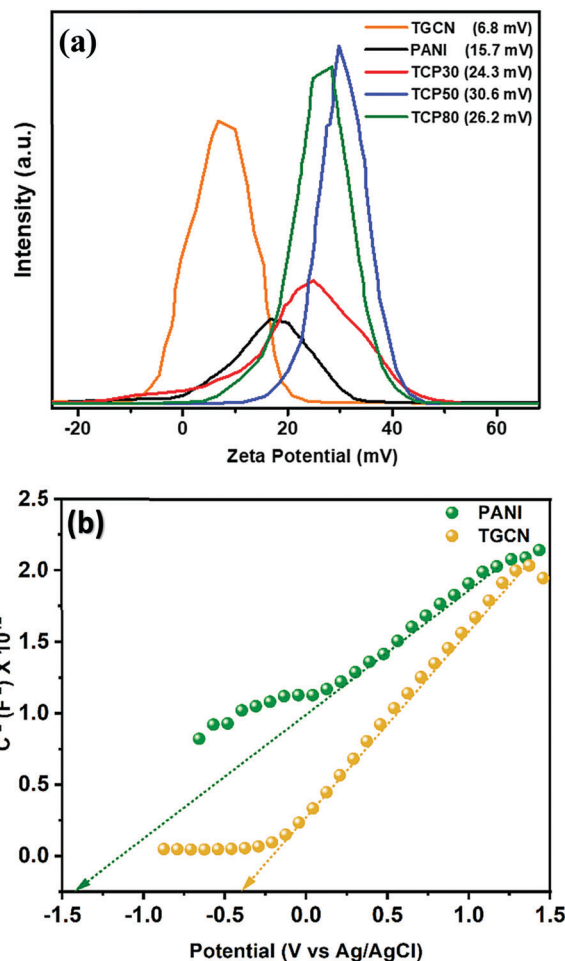 (a)
TGCN (6.8 mV)
PANI (15.7 mV)
TCP30 (24.3 mV)
TCP50 (30.6 mV)
TCP80 (26.2 mV)
Intensity (a.u.)
-20 0 20 40 60
Zeta Potential (mV)
(b)
PANI
TGCN
2.5
2.0
1.5
1.0
0.5
0.0
-1.5 -1.0 -0.5 0.0 0.5 1.0 1.5
Potential (V vs Ag/AgCl)